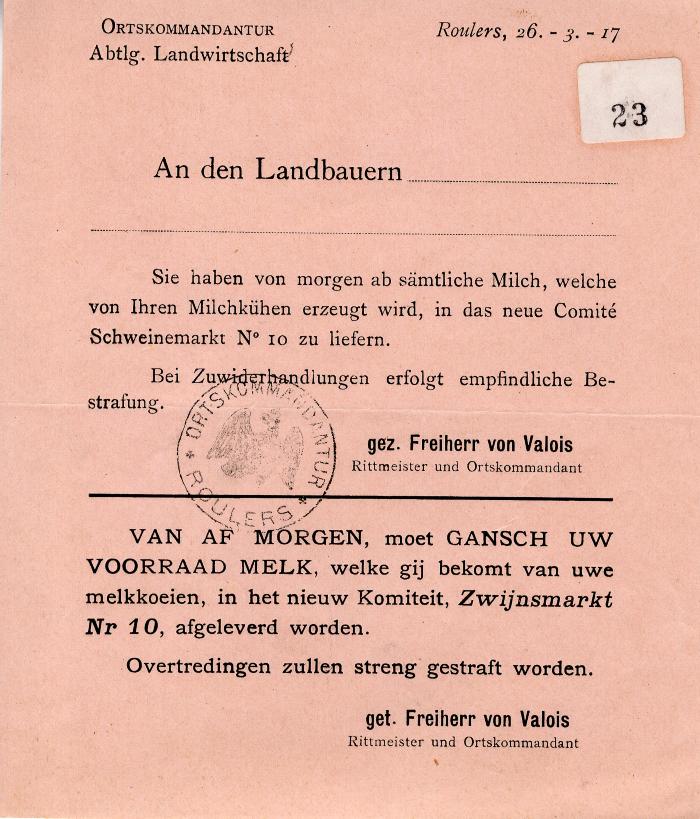 ORTSKOMMANDANTUR
Abtlg. Landwirtschaft
Roulers, 26. - 3. - 17
23
An den Landbauern
Sie haben von morgen ab sämtliche Milch, welche
von Ihren Milchkühen erzeugt wird, in das neue Comité
Schweinemarkt Nº 10 zu liefern.
Bei Zuwiderhandlungen erfolgt empfindliche Be-
strafung.
ORTSKOMMANDANTUR
ROULERS
gez. Freiherr von Valois
Rittmeister und Ortskommandant
VAN AF MORGEN, moet GANSCH UW
VOORRAAD MELK, welke gij bekomt van uwe
melkkoeien, in het nieuw Komiteit, Zwijnsmarkt
Nr 10, afgeleverd worden.
Overtredingen zullen streng gestraft worden.
get. Freiherr von Valois
Rittmeister und Ortskommandant